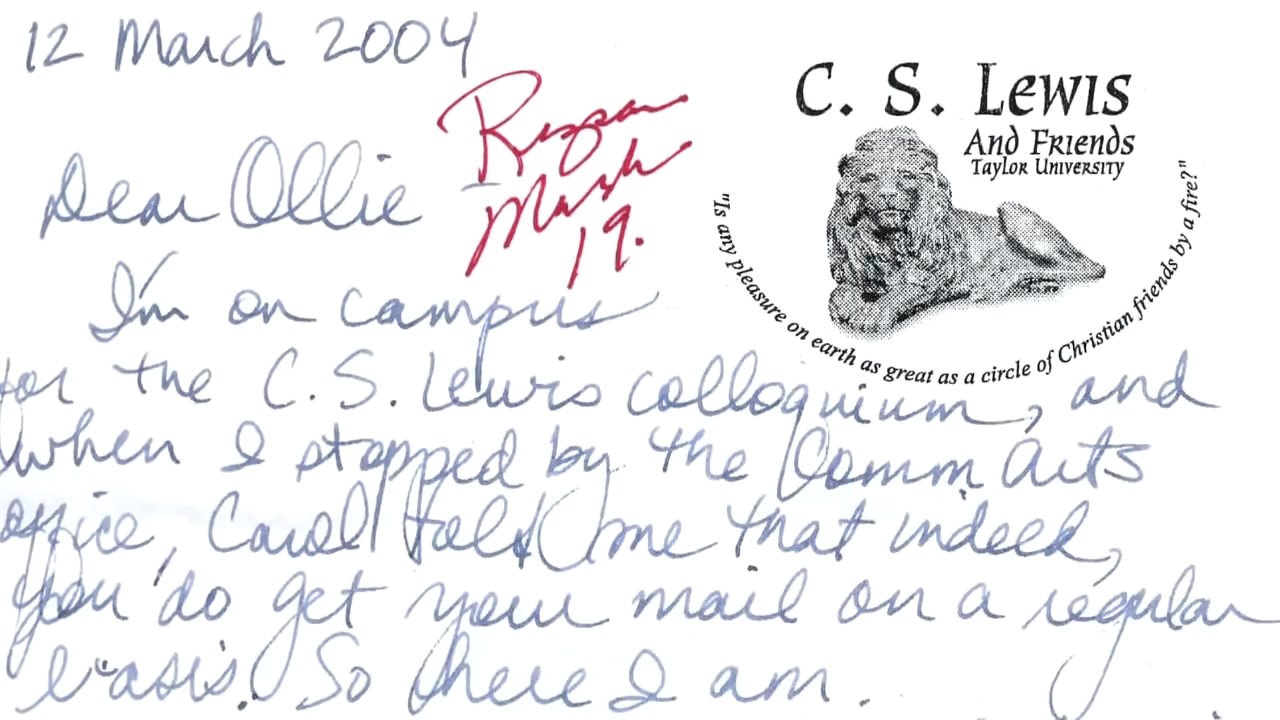 12 March 2004
C. S. Lewis
And Friends
Taylor University
"Is any pleasure on earth as great as a circle of Christian friends by a fire?"
March
19.
Dear Ollie –
I'm on campus
for the C. S. Lewis colloquium, and
when I stopped by the Comm Arts
office, Carol told me that indeed,
you do get your mail on a regular
basis. So here I am.